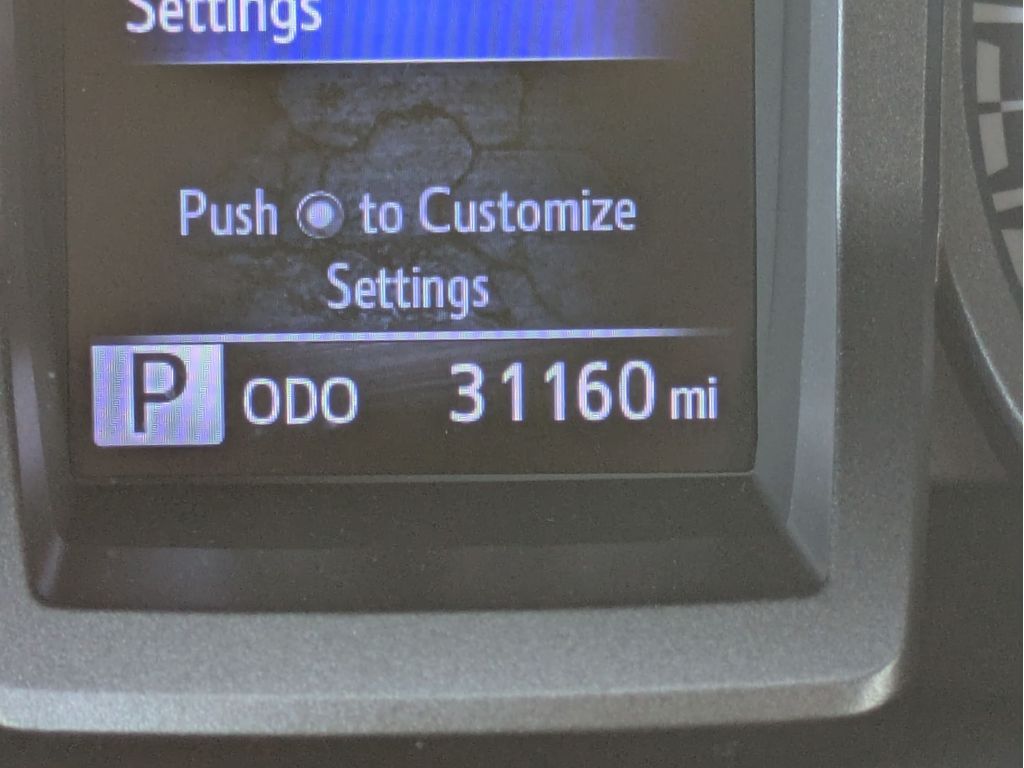 Settings
Push to Customize
Settings
P ODO 31160 mi